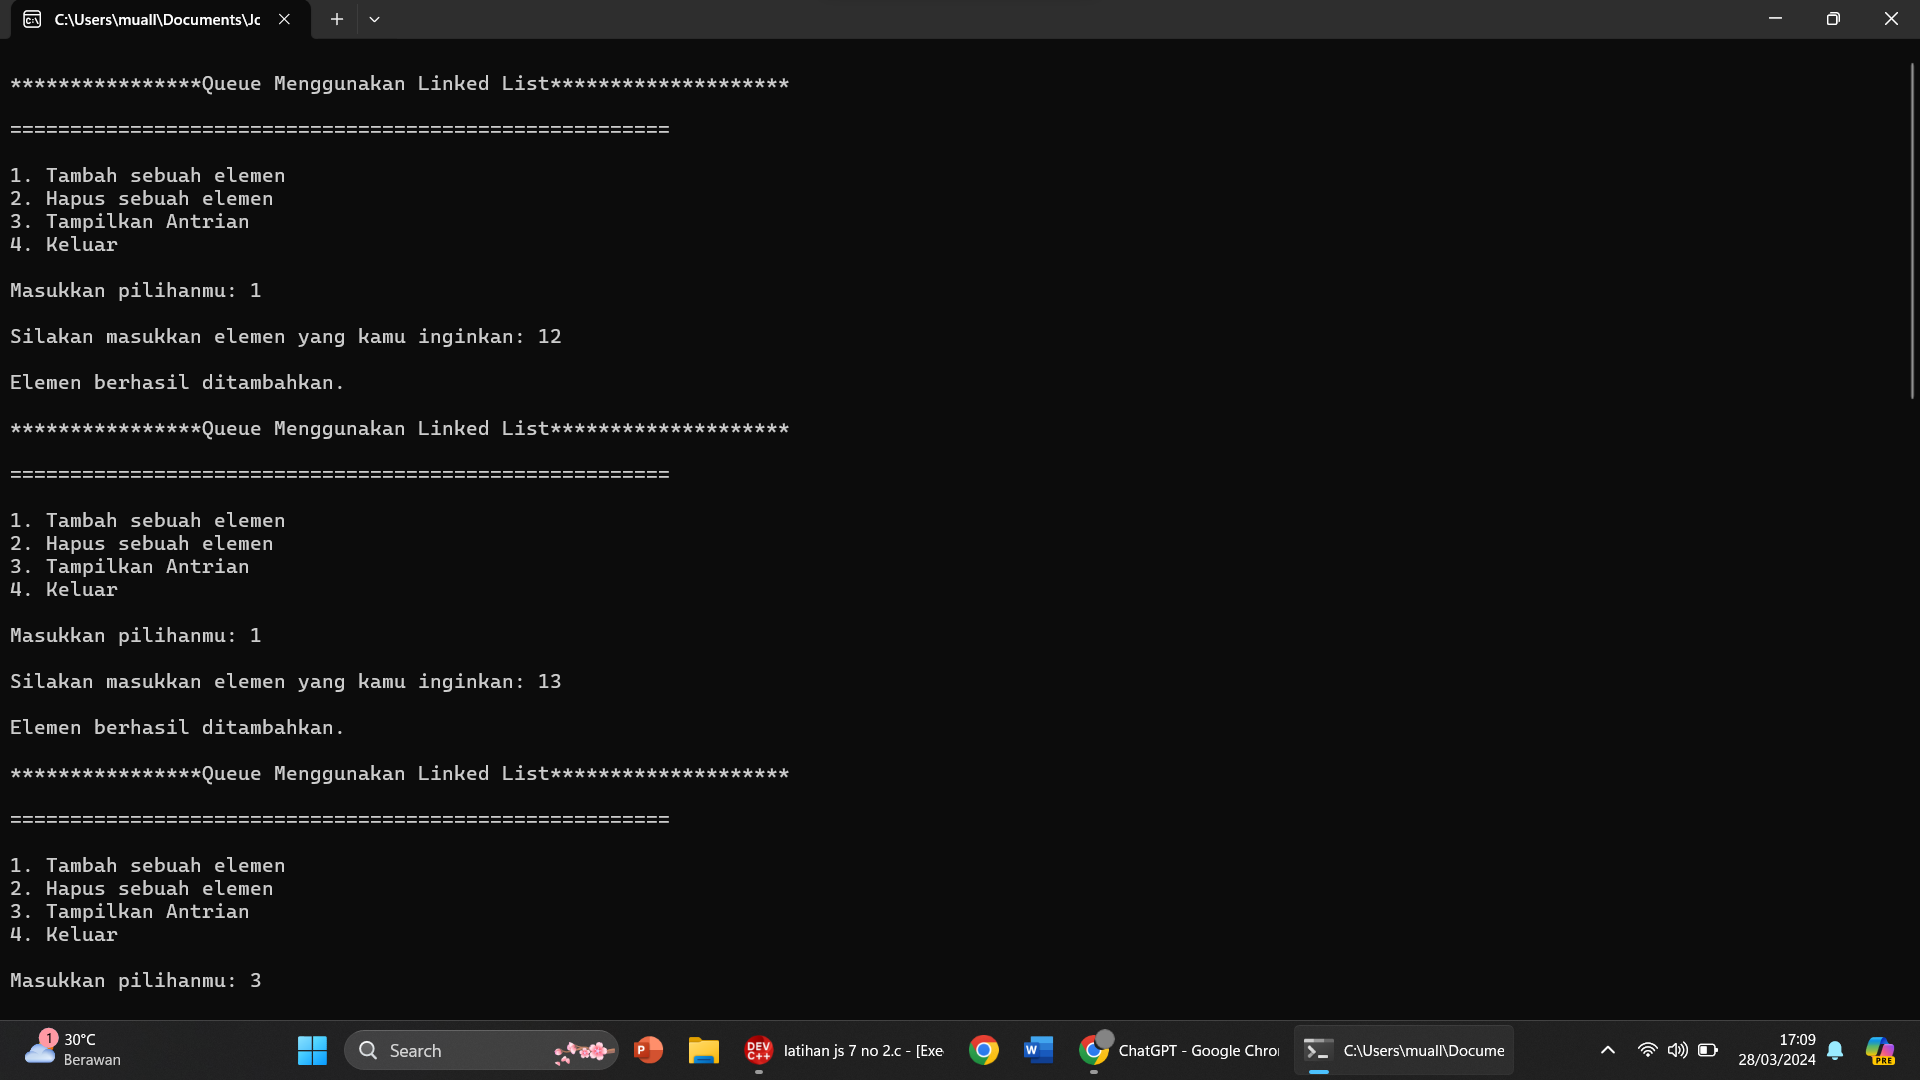 C:\Users\muall\Documents\Jc
****************Queue Menggunakan Linked List********************
=======================================================
1. Tambah sebuah elemen
2. Hapus sebuah elemen
3. Tampilkan Antrian
4. Keluar
Masukkan pilihanmu: 1
Silakan masukkan elemen yang kamu inginkan: 12
Elemen berhasil ditambahkan.
****************Queue Menggunakan Linked List********************
=======================================================
1. Tambah sebuah elemen
2. Hapus sebuah elemen
3. Tampilkan Antrian
4. Keluar
Masukkan pilihanmu: 1
Silakan masukkan elemen yang kamu inginkan: 13
Elemen berhasil ditambahkan.
****************Queue Menggunakan Linked List********************
=======================================================
1. Tambah sebuah elemen
2. Hapus sebuah elemen
3. Tampilkan Antrian
4. Keluar
Masukkan pilihanmu: 3
1
30°C
Berawan
Search
P
DEV C++
latihan js 7 no 2.c - [Exe
W
ChatGPT - Google Chro
C:\Users\muall\Docume
17:09
28/03/2024
PRE